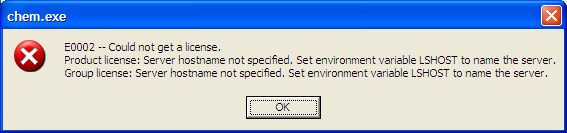 chem.exe
E0002 -- Could not get a license.
Product license: Server hostname not specified. Set environment variable LSHOST to name the server.
Group license: Server hostname not specified. Set environment variable LSHOST to name the server.
OK